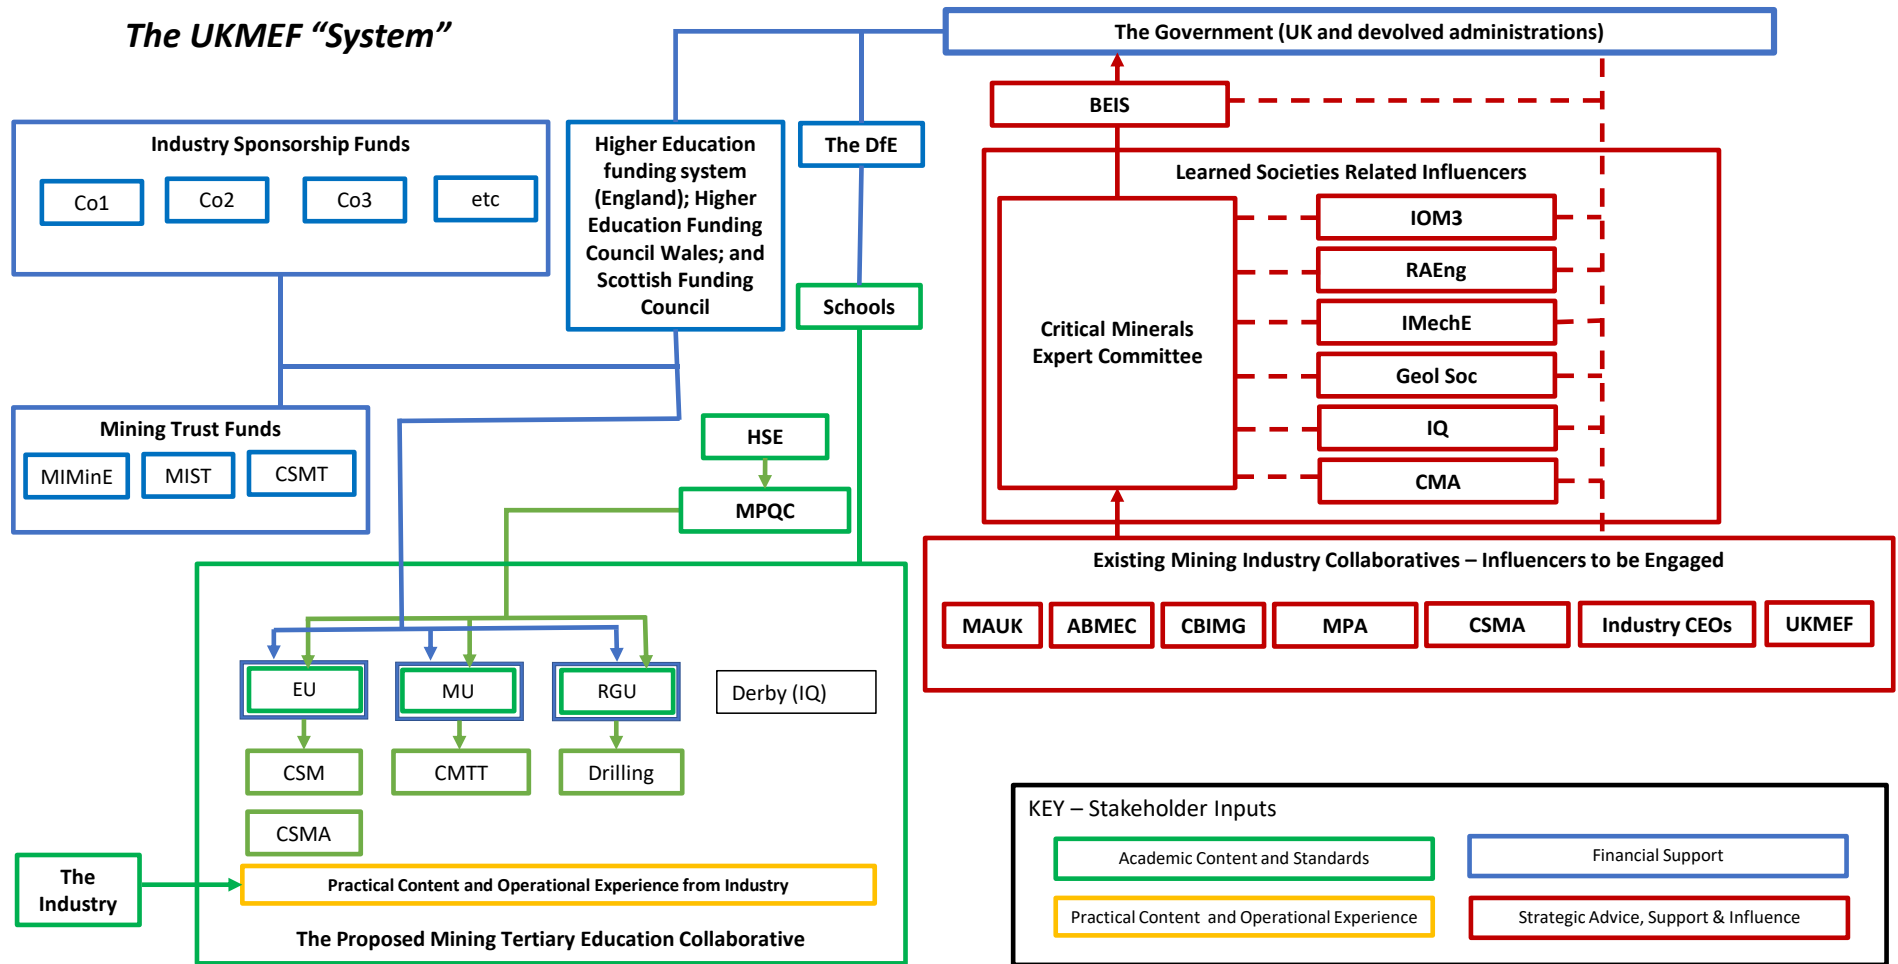 The UKMEF “System”
The Government (UK and devolved administrations)
BEIS
Industry Sponsorship Funds
Co1
Co2
Co3
etc
Higher Education
funding system
(England); Higher
Education Funding
Council Wales; and
Scottish Funding
Council
The DfE
Schools
Learned Societies Related Influencers
Critical Minerals
Expert Committee
IOM3
RAEng
IMechE
Geol Soc
IQ
CMA
Mining Trust Funds
MIMinE
MIST
CSMT
HSE
MPQC
Existing Mining Industry Collaboratives – Influencers to be Engaged
MAUK
ABMEC
CBIMG
MPA
CSMA
Industry CEOs
UKMEF
EU
MU
RGU
Derby (IQ)
CSM
CMTT
Drilling
CSMA
The
Industry
Practical Content and Operational Experience from Industry
The Proposed Mining Tertiary Education Collaborative
KEY – Stakeholder Inputs
Academic Content and Standards
Financial Support
Practical Content and Operational Experience
Strategic Advice, Support & Influence